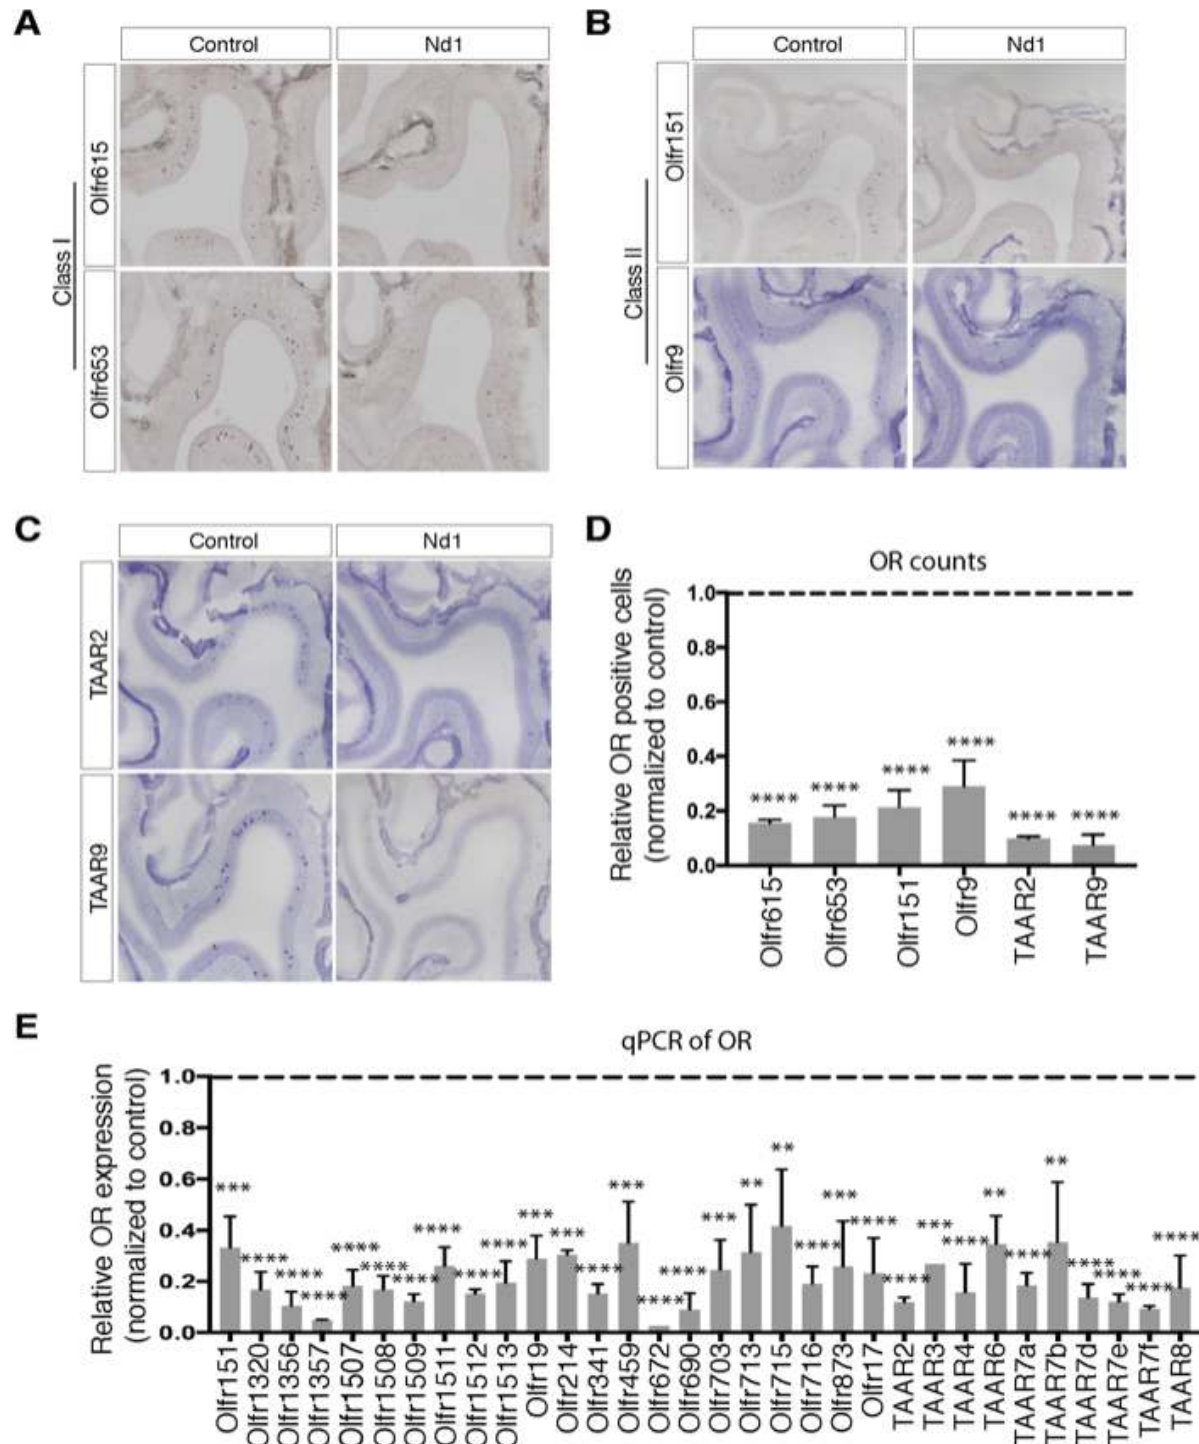 A
Control
Nd1
Class I
Olfr615
Olfr653
B
Control
Nd1
Class II
Olfr151
Olfr9
C
Control
Nd1
TAAR2
TAAR9
D
OR counts
Relative OR positive cells
(normalized to control)
1.0
0.8
0.6
0.4
0.2
0.0
**** **** **** **** **** ****
Olfr615
Olfr653
Olfr151
Olfr9
TAAR2
TAAR9
E
qPCR of OR
Relative OR expression
(normalized to control)
1.0
0.8
0.6
0.4
0.2
0.0
*** **** **** **** **** **** **** **** **** **** *** *** **** *** **** **** *** ** ** **** *** **** **** *** **** ** **** ** **** **** **** ****
Olfr151
Olfr1320
Olfr1356
Olfr1357
Olfr1507
Olfr1508
Olfr1509
Olfr1511
Olfr1512
Olfr1513
Olfr19
Olfr214
Olfr341
Olfr459
Olfr672
Olfr690
Olfr703
Olfr713
Olfr715
Olfr716
Olfr873
Olfr17
TAAR2
TAAR3
TAAR4
TAAR6
TAAR7a
TAAR7b
TAAR7d
TAAR7e
TAAR7f
TAAR8